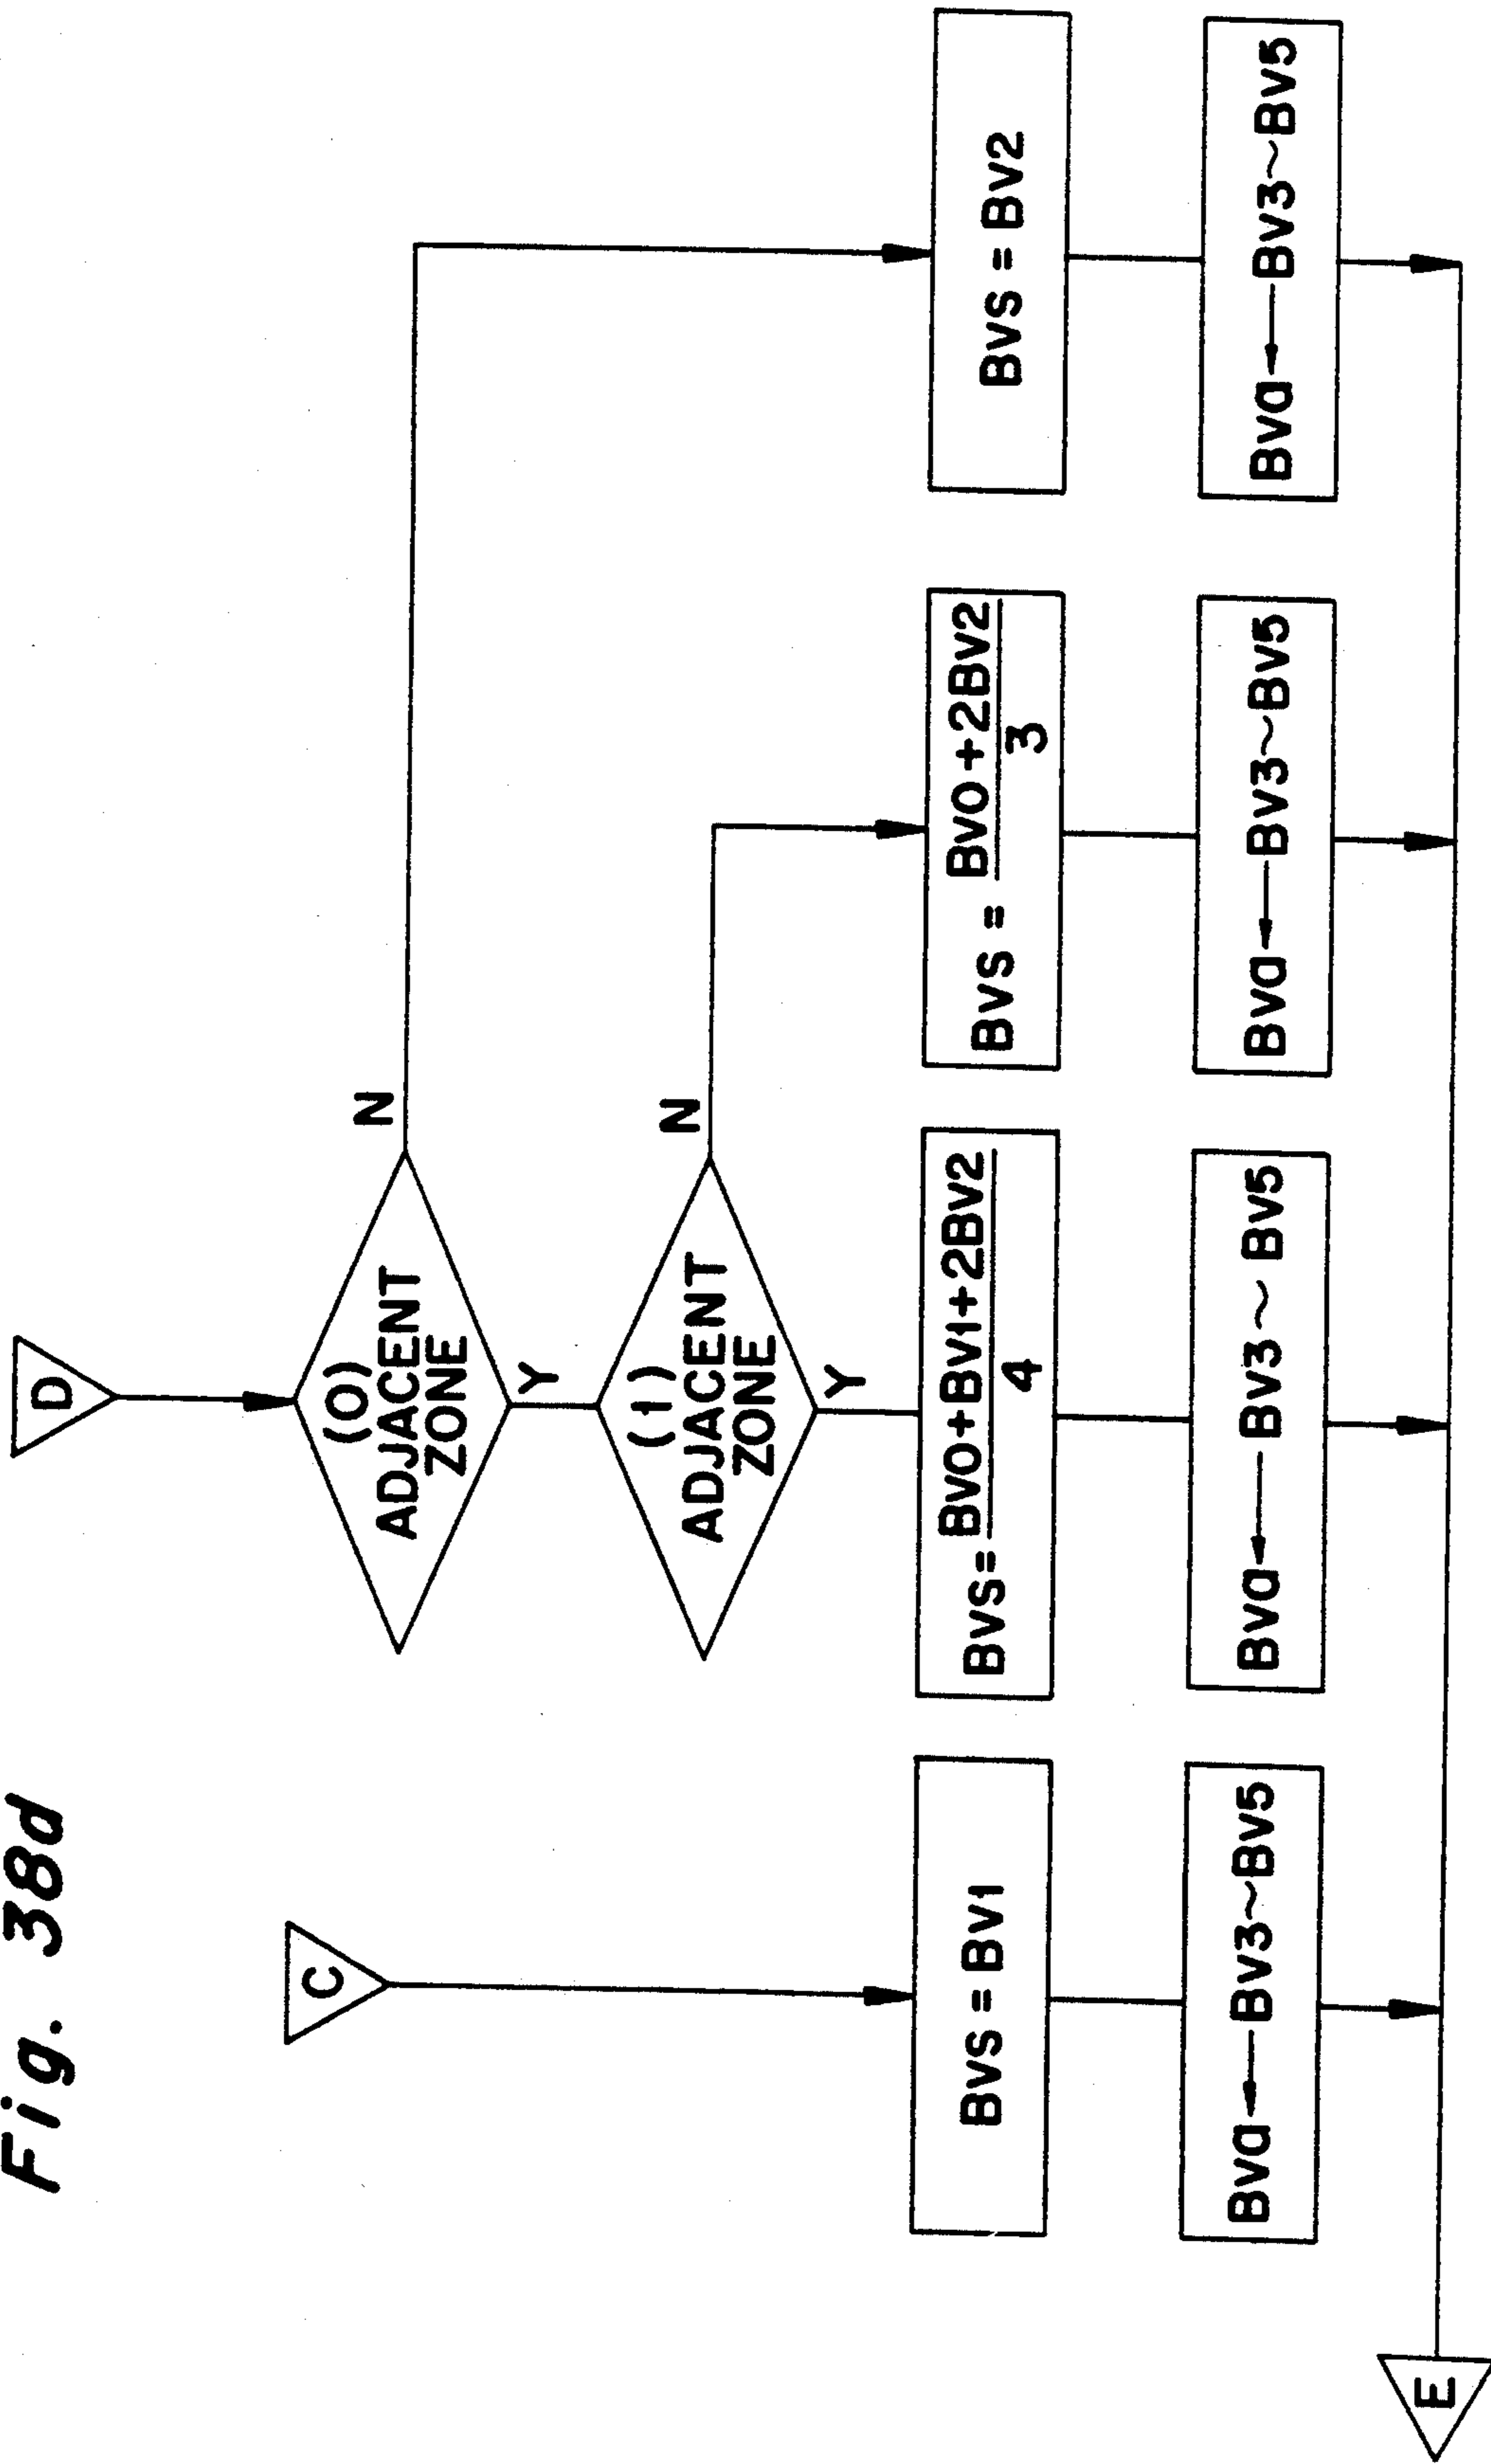 Fig. 38d
D
(0)
ADJACENT
ZONE
N
Y
(1)
ADJACENT
ZONE
N
Y
C
BVS = BV1
BVS = BV0+BV1+2BV2
4
BVS = BV0+2BV2
3
BVS = BV2
BVa ← BV3~BV5
BVa ← BV3 ~ BV5
BVa ← BV3~BV5
BVa ← BV3~BV5
E